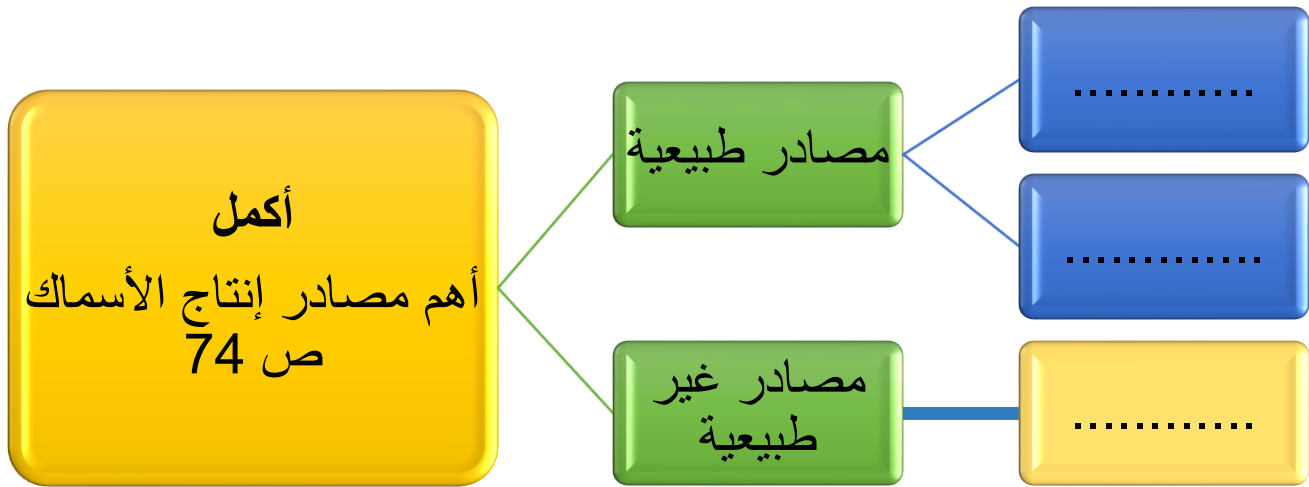 أكمل
أهم مصادر إنتاج الأسماك
ص 74
مصادر طبيعية
............
.............
مصادر غير
طبيعية
............